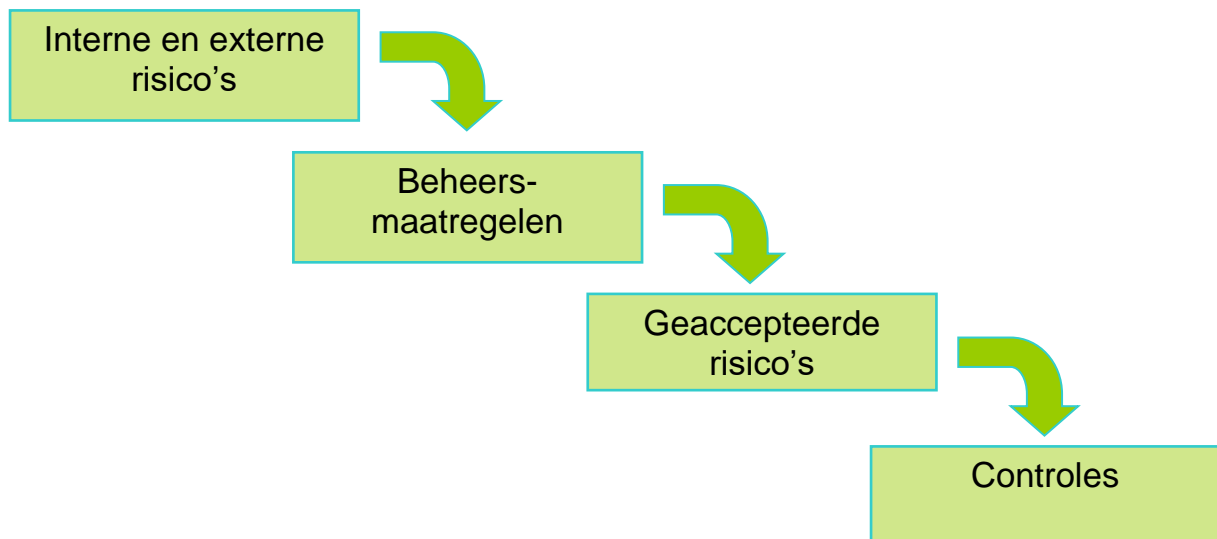 Interne en externe
risico’s
Beheers-
maatregelen
Geaccepteerde
risico’s
Controles